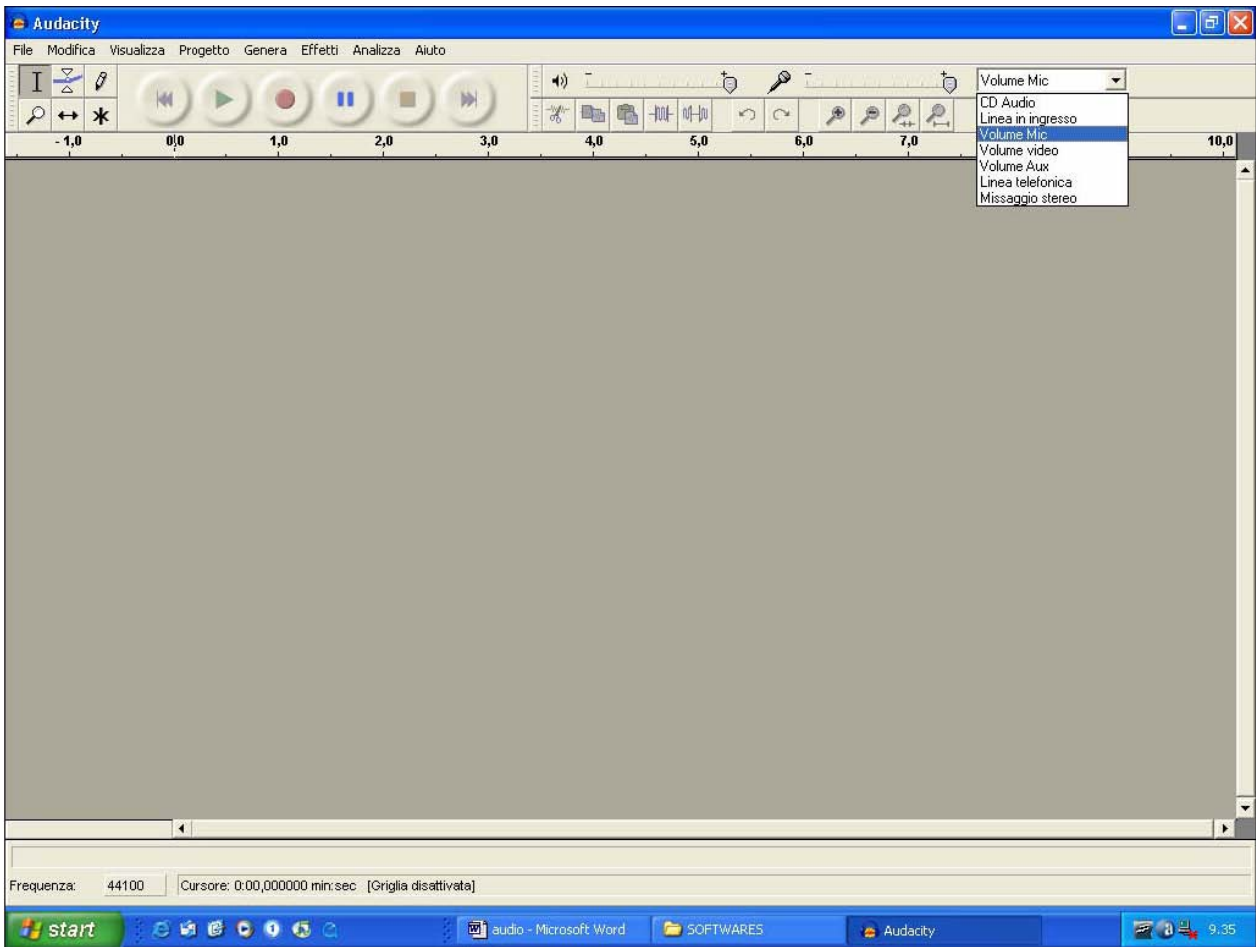 Audacity
File Modifica Visualizza Progetto Genera Effetti Analizza Aiuto
Volume Mic
CD Audio
Linea in ingresso
Volume Mic
Volume video
Volume Aux
Linea telefonica
Missaggio stereo
- 1,0 0,0 1,0 2,0 3,0 4,0 5,0 6,0 7,0 10,0
Frequenza: 44100 Cursore: 0:00,000000 min:sec [Griglia disattivata]
start audio - Microsoft Word SOFTWARES Audacity 9.35